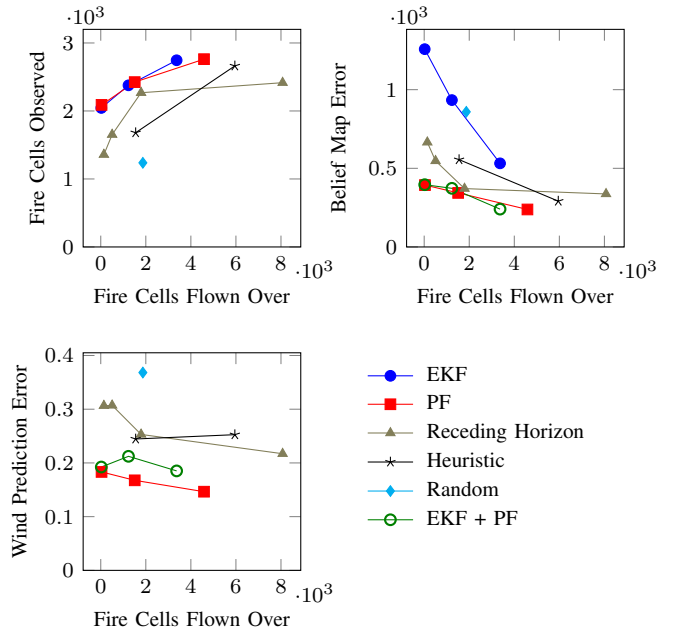 ·10³
3
2
1
0
Fire Cells Observed
0 2 4 6 8
·10³
Fire Cells Flown Over
·10³
1
0.5
0
Belief Map Error
0 2 4 6 8
·10³
Fire Cells Flown Over
0.4
0.3
0.2
0.1
0
Wind Prediction Error
0 2 4 6 8
·10³
Fire Cells Flown Over
EKF
PF
Receding Horizon
Heuristic
Random
EKF + PF